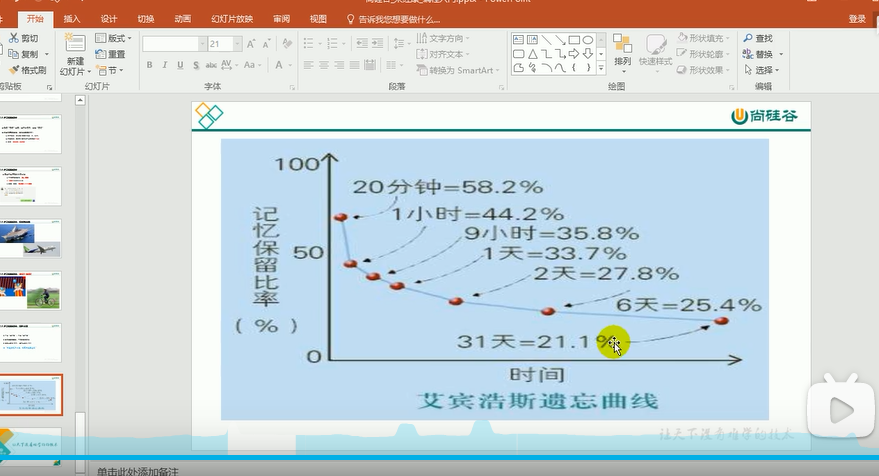 开始
插入
设计
切换
动画
幻灯片放映
审阅
视图
告诉我您想要做什么...
登录
剪切
复制
格式刷
剪贴板
新建
幻灯片
版式
重置
节
幻灯片
21
B I U S abc AV Aa A
文字方向
对齐文本
转换为 SmartArt
段落
排列
快速样式
形状填充
形状轮廓
形状效果
绘图
查找
替换
选择
编辑
尚硅谷
100
50
0
记忆保留比率
(%)
20分钟=58.2%
1小时=44.2%
9小时=35.8%
1天=33.7%
2天=27.8%
6天=25.4%
31天=21.1%
时间
艾宾浩斯遗忘曲线
让天下没有难学的技术
单击此处添加备注